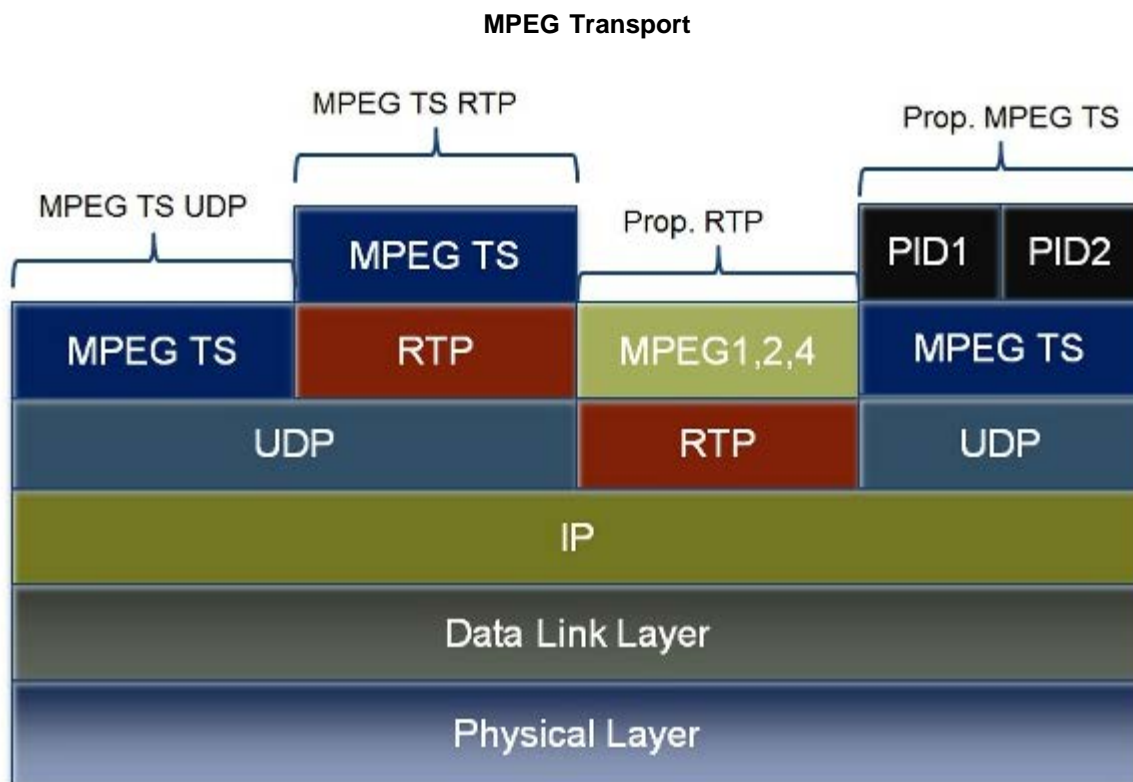 MPEG Transport
MPEG TS RTP
Prop. MPEG TS
MPEG TS UDP
Prop. RTP
MPEG TS
PID1
PID2
MPEG TS
RTP
MPEG1,2,4
MPEG TS
UDP
RTP
UDP
IP
Data Link Layer
Physical Layer